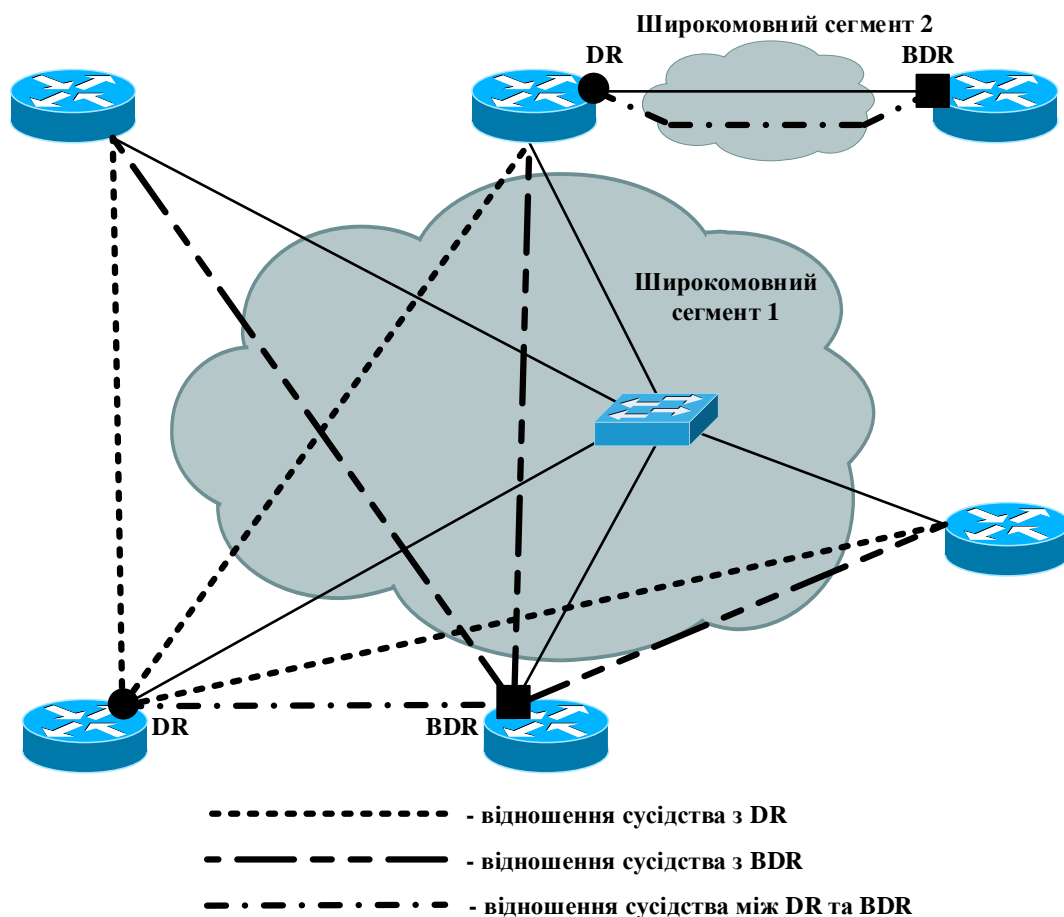 Широкомовний сегмент 2
DR
BDR
Широкомовний
сегмент 1
DR
BDR
- відношення сусідства з DR
- відношення сусідства з BDR
- відношення сусідства між DR та BDR